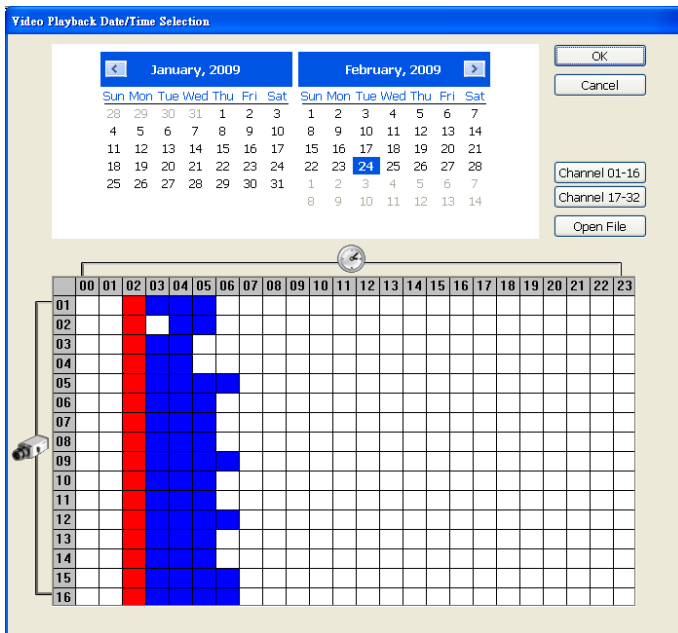 Video Playback Date/Time Selection
January, 2009
Sun Mon Tue Wed Thu Fri Sat
28 29 30 31 1 2 3
4 5 6 7 8 9 10
11 12 13 14 15 16 17
18 19 20 21 22 23 24
25 26 27 28 29 30 31
February, 2009
Sun Mon Tue Wed Thu Fri Sat
1 2 3 4 5 6 7
8 9 10 11 12 13 14
15 16 17 18 19 20 21
22 23 24 25 26 27 28
1 2 3 4 5 6 7
8 9 10 11 12 13 14
OK
Cancel
Channel 01-16
Channel 17-32
Open File
00 01 02 03 04 05 06 07 08 09 10 11 12 13 14 15 16 17 18 19 20 21 22 23
01
02
03
04
05
06
07
08
09
10
11
12
13
14
15
16